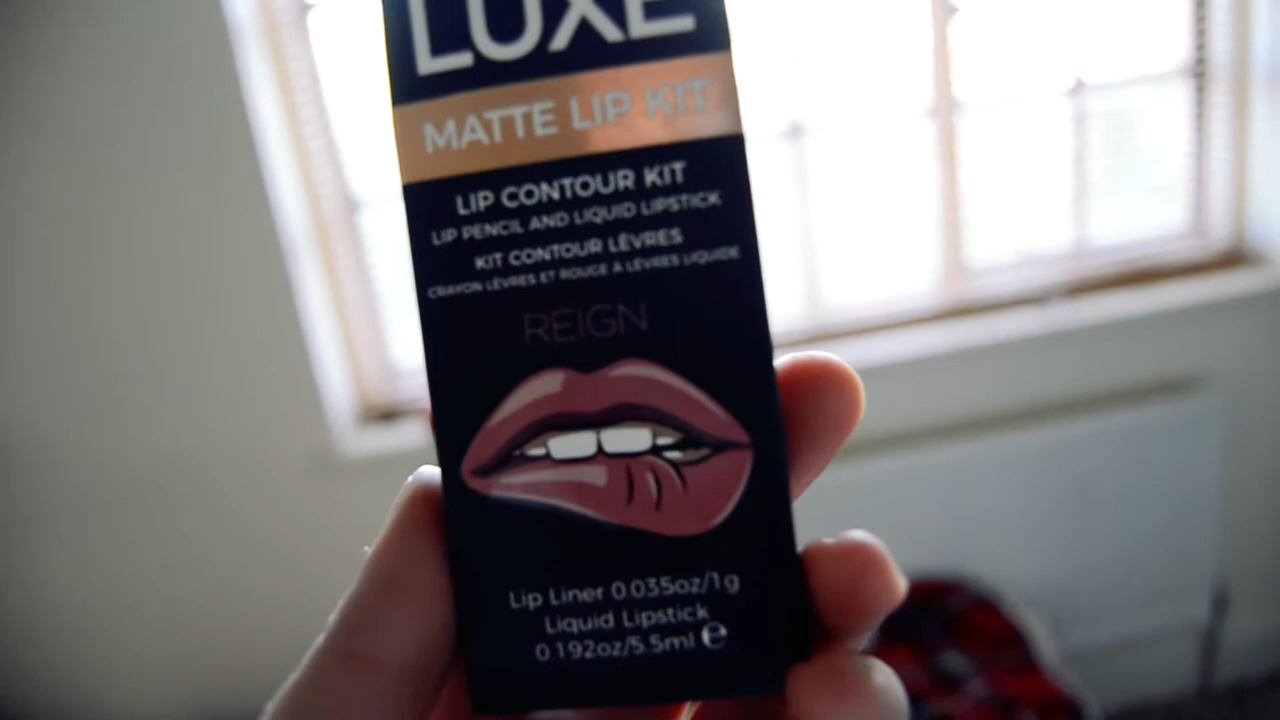 LUXE
MATTE LIP KIT
LIP CONTOUR KIT
LIP PENCIL AND LIQUID LIPSTICK
KIT CONTOUR LÈVRES
CRAYON LÈVRES ET ROUGE À LÈVRES LIQUIDE
REIGN
Lip Liner 0.035oz/1g
Liquid Lipstick
0.192oz/5.5ml ℮